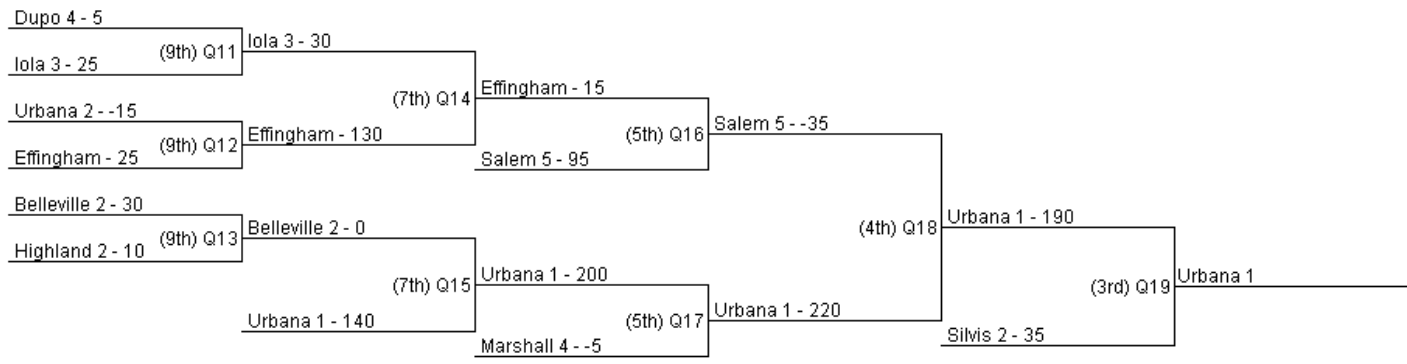 Dupo 4 - 5
(9th) Q11
Iola 3 - 30
Iola 3 - 25
(7th) Q14
Effingham - 15
Urbana 2 - -15
(9th) Q12
Effingham - 130
Effingham - 25
(5th) Q16
Salem 5 - -35
Salem 5 - 95
Belleville 2 - 30
(9th) Q13
Belleville 2 - 0
Highland 2 - 10
(4th) Q18
Urbana 1 - 190
(7th) Q15
Urbana 1 - 200
Urbana 1 - 140
(5th) Q17
Urbana 1 - 220
Marshall 4 - -5
(3rd) Q19
Urbana 1
Silvis 2 - 35